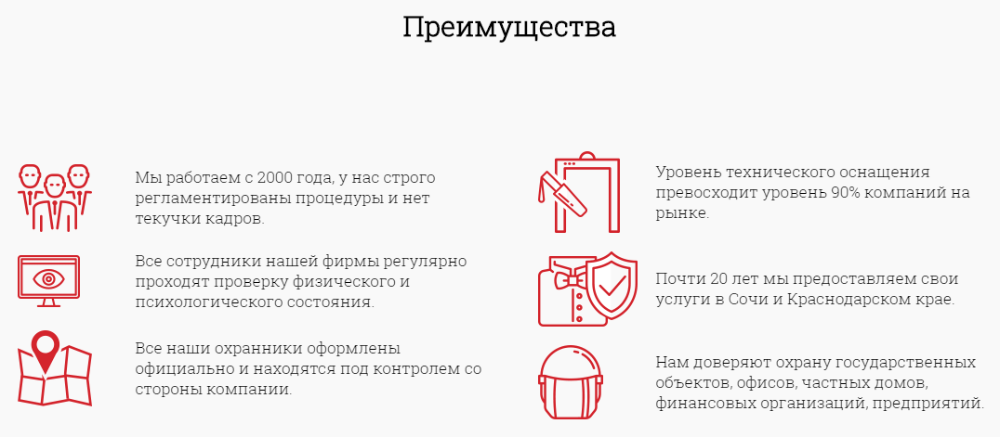 Преимущества
Мы работаем с 2000 года, у нас строго
регламентированы процедуры и нет
текучки кадров.
Все сотрудники нашей фирмы регулярно
проходят проверку физического и
психологического состояния.
Все наши охранники оформлены
официально и находятся под контролем со
стороны компании.
Уровень технического оснащения
превосходит уровень 90% компаний на
рынке.
Почти 20 лет мы предоставляем свои
услуги в Сочи и Краснодарском крае.
Нам доверяют охрану государственных
объектов, офисов, частных домов,
финансовых организаций, предприятий.